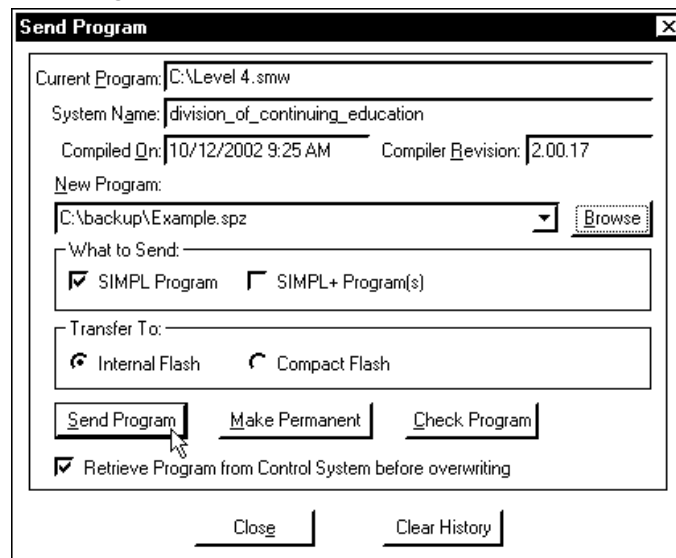 Send Program
Current Program: C:\Level 4.smw
System Name: division_of_continuing_education
Compiled On: 10/12/2002 9:25 AM Compiler Revision: 2.00.17
New Program:
C:\backup\Example.spz Browse
What to Send:
SIMPL Program SIMPL+ Program(s)
Transfer To:
Internal Flash Compact Flash
Send Program Make Permanent Check Program
Retrieve Program from Control System before overwriting
Close Clear History